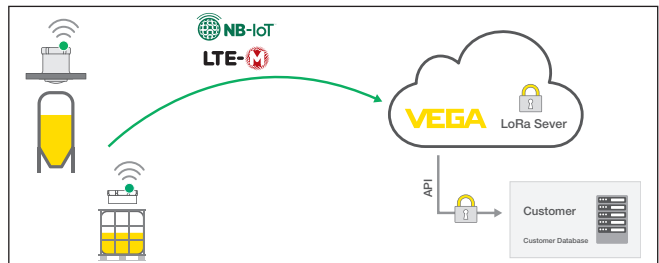 NB-IoT
LTE-M
VEGA
LoRa Sever
API
Customer
Customer Database